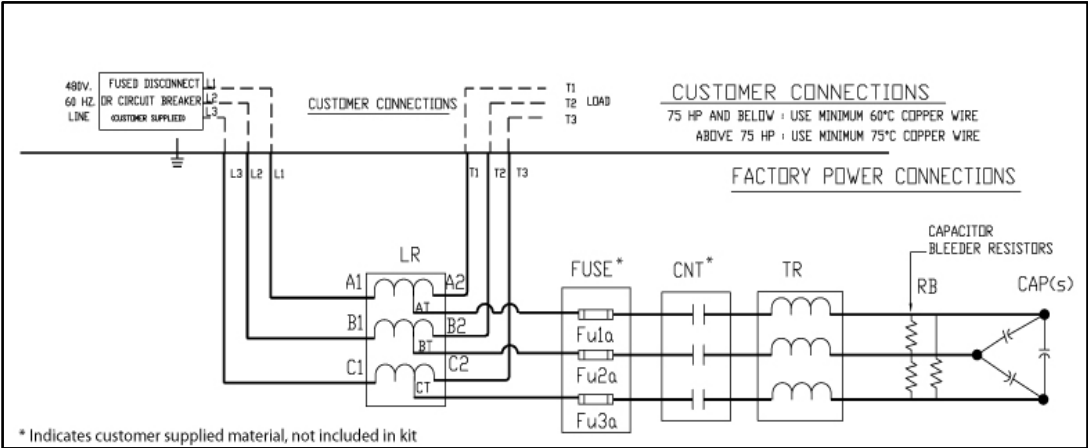 480V.
60 HZ.
LINE
FUSED DISCONNECT
OR CIRCUIT BREAKER
(CUSTOMER SUPPLIED)
L1
L2
L3
CUSTOMER CONNECTIONS
T1
T2 LOAD
T3
CUSTOMER CONNECTIONS
75 HP AND BELOW : USE MINIMUM 60°C COPPER WIRE
ABOVE 75 HP : USE MINIMUM 75°C COPPER WIRE
L3 L2 L1
T1 T2 T3
FACTORY POWER CONNECTIONS
CAPACITOR
BLEEDER RESISTORS
LR
FUSE*
CNT*
TR
RB
CAP(s)
A1
A2
AT
B1
B2
BT
C1
C2
CT
Fu1a
Fu2a
Fu3a
* Indicates customer supplied material, not included in kit